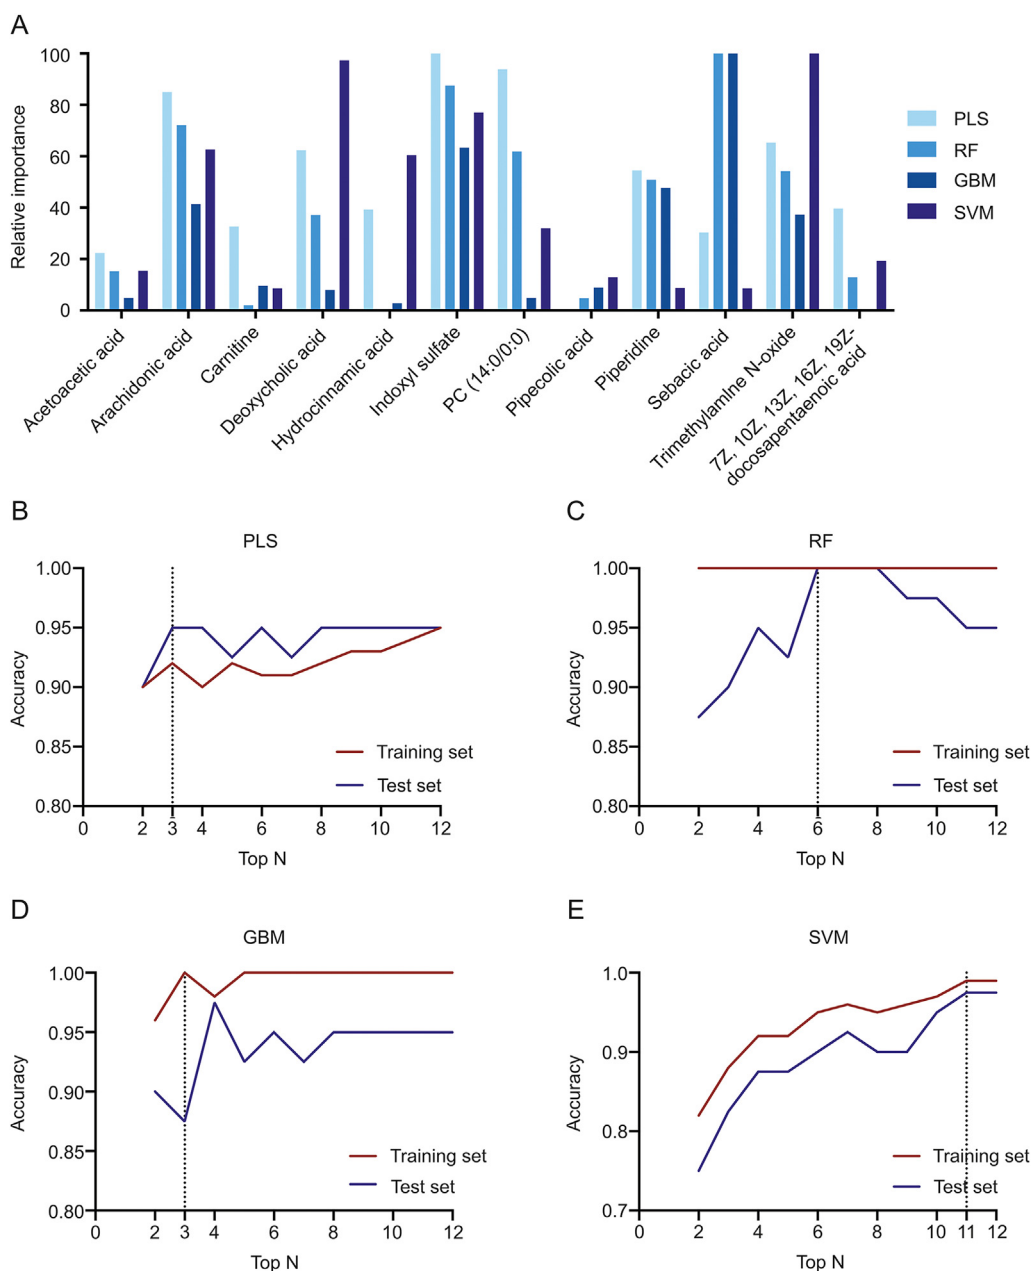 A
100
80
60
40
20
0
Relative importance
PLS
RF
GBM
SVM
Acetoacetic acid
Arachidonic acid
Carnitine
Deoxycholic acid
Hydrocinnamic acid
Indoxyl sulfate
PC (14:0/0:0)
Pipecolic acid
Piperidine
Sebacic acid
Trimethylamlne N-oxide
7Z, 10Z, 13Z, 16Z, 19Z-
docosapentaenoic acid
B
PLS
1.00
0.95
0.90
0.85
0.80
Accuracy
Training set
Test set
0 2 3 4 6 8 10 12
Top N
C
RF
1.00
0.95
0.90
0.85
0.80
Accuracy
Training set
Test set
0 2 4 6 8 10 12
Top N
D
GBM
1.00
0.95
0.90
0.85
0.80
Accuracy
Training set
Test set
0 2 3 4 6 8 10 12
Top N
E
SVM
1.0
0.9
0.8
0.7
Accuracy
Training set
Test set
0 2 4 6 8 10 11 12
Top N